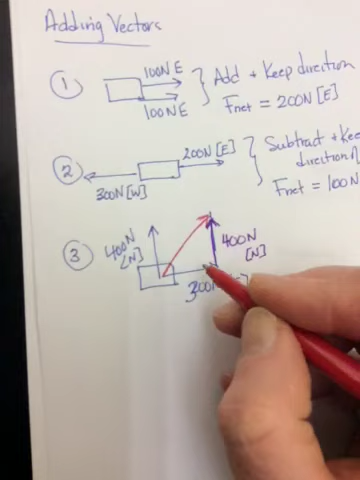 Adding Vectors
① 100N E
100N E
Add + Keep direction
Fnet = 200N [E]
② 200N [E]
300N [W]
Subtract +
direction
Fnet = 100N
③ 400N
[N]
400N
[N]
300N